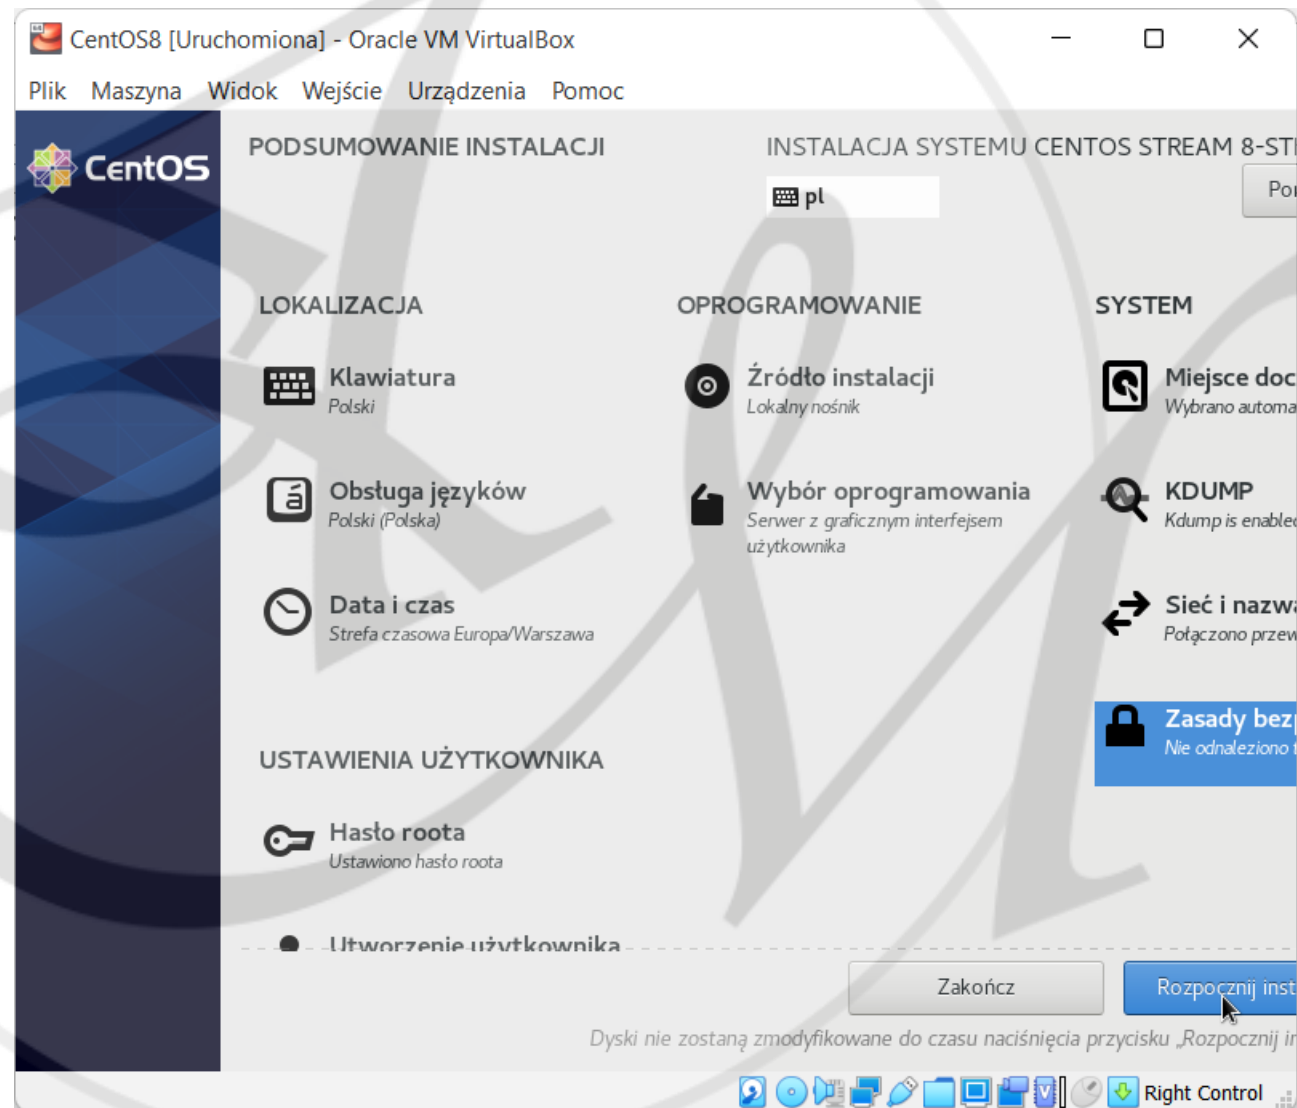 CentOS8 [Uruchomiona] - Oracle VM VirtualBox
Plik Maszyna Widok Wejście Urządzenia Pomoc
CentOS
PODSUMOWANIE INSTALACJI
INSTALACJA SYSTEMU CENTOS STREAM 8-ST
pl
LOKALIZACJA
Klawiatura
Polski
Obsługa języków
Polski (Polska)
Data i czas
Strefa czasowa Europa/Warszawa
USTAWIENIA UŻYTKOWNIKA
Hasło roota
Ustawiono hasło roota
Utworzenie użytkownika
OPROGRAMOWANIE
Źródło instalacji
Lokalny nośnik
Wybór oprogramowania
Serwer z graficznym interfejsem
użytkownika
SYSTEM
Miejsce doc
Wybrano automa
KDUMP
Kdump is enabled
Sieć i nazwa
Połączono przew
Zasady bezp
Nie odnaleziono
Zakończ
Rozpocznij inst
Dyski nie zostaną zmodyfikowane do czasu naciśnięcia przycisku „Rozpocznij in
Right Control